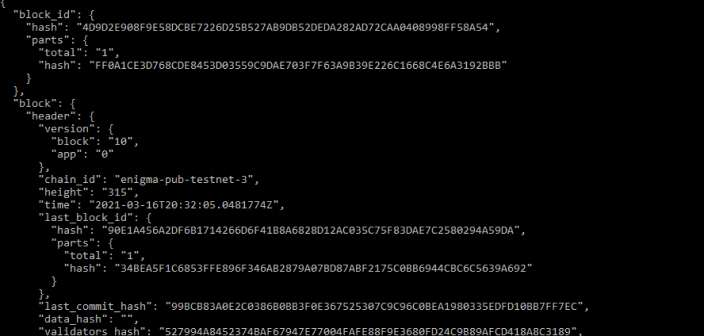 {
"block_id": {
"hash": "4D9D2E908F9E58DCBE7226D25B527AB9DB52DEDA282AD72CAA0408998FF58A54",
"parts": {
"total": "1",
"hash": "FF0A1CE3D768CDE8453D03559C9DAE703F7F63A9B39E226C1668C4E6A3192BBB"
}
},
"block": {
"header": {
"version": {
"block": "10",
"app": "0"
},
"chain_id": "enigma-pub-testnet-3",
"height": "315",
"time": "2021-03-16T20:32:05.0481774Z",
"last_block_id": {
"hash": "90E1A456A2DF6B1714266D6F41B8A6828D12AC035C75F83DAE7C2580294A59DA",
"parts": {
"total": "1",
"hash": "34BEA5F1C6853FFE896F346AB2879A07BD87ABF2175C0BB6944CBC6C5639A692"
}
},
"last_commit_hash": "99BCB83A0E2C0386B0BB3F0E367525307C9C96C0BEA1980335EDFD10BB7FF7EC",
"data_hash": "",
"validators_hash": "527994A8452374BAF67947E77004FAFE88F9E3680FD24C9B89AFCD418A8C3189",